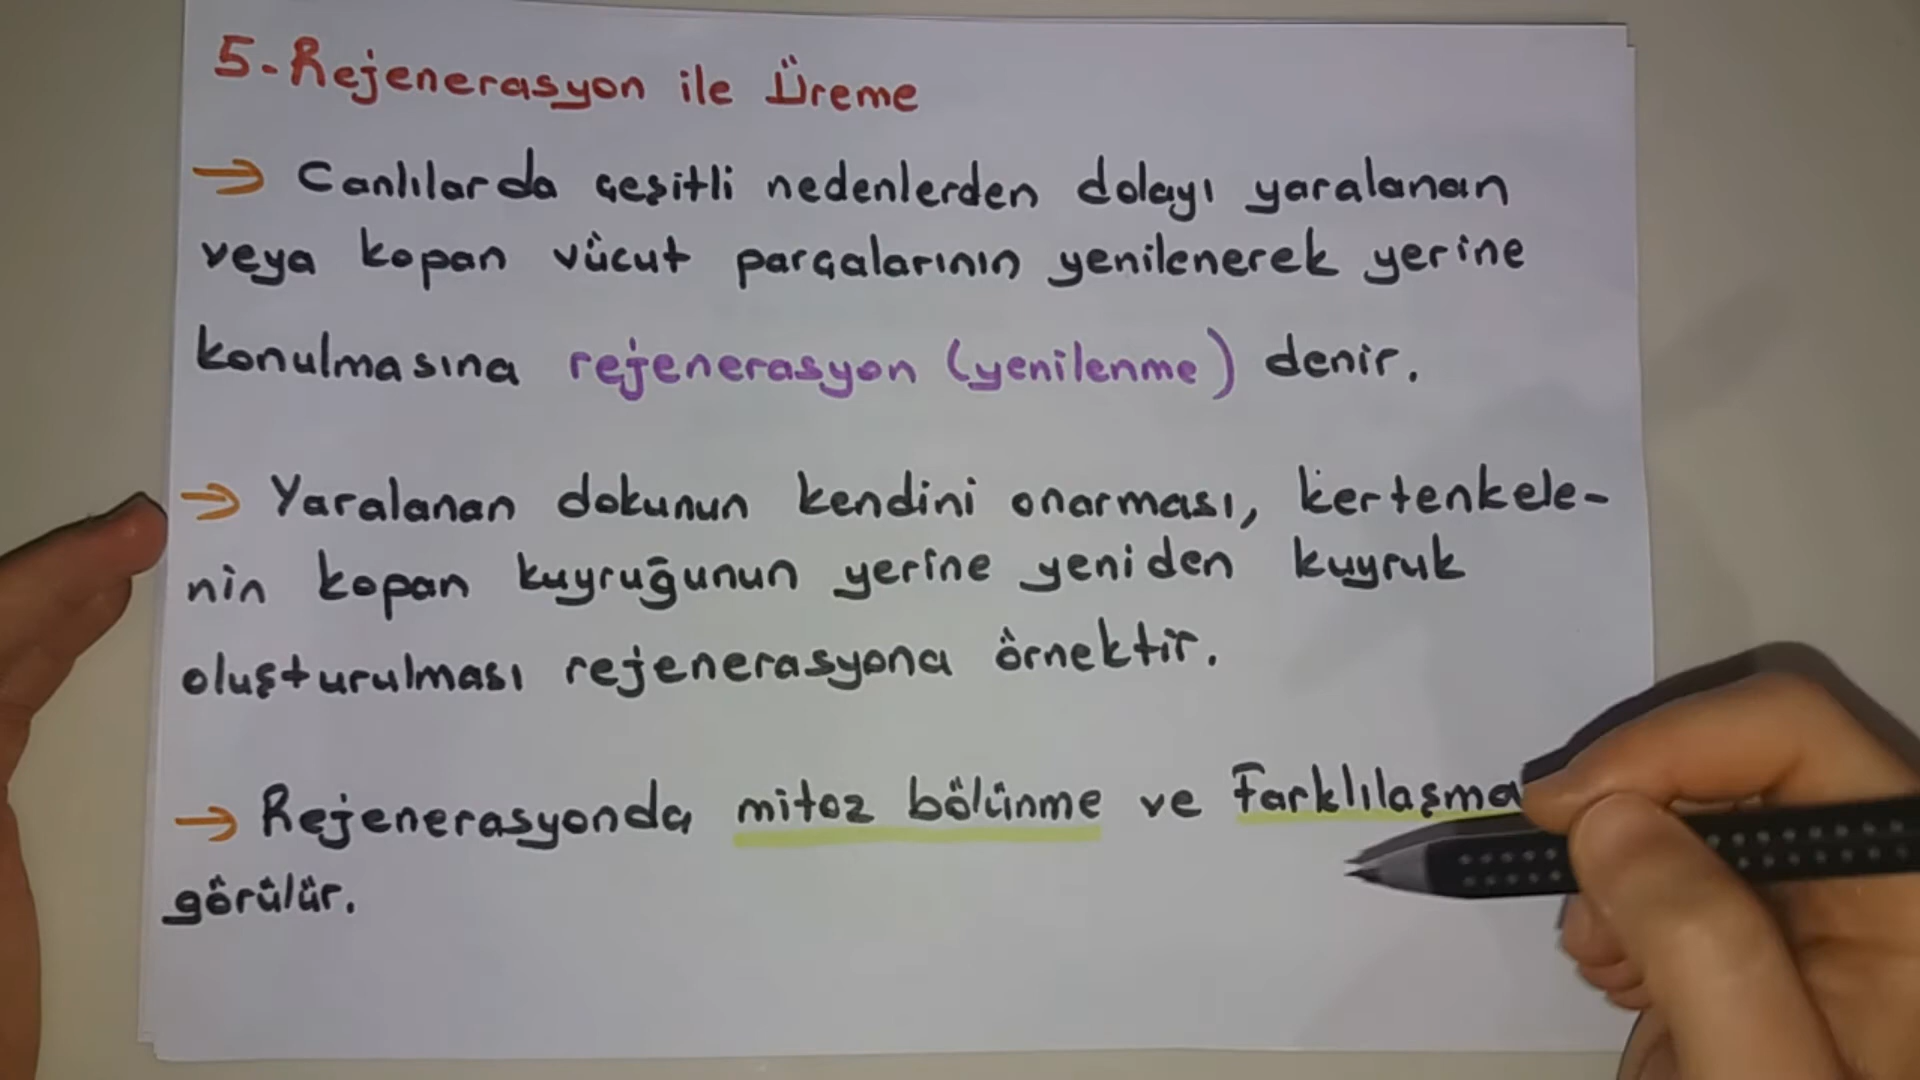 5-Rejenerasyon ile Üreme
→ Canlılarda çeşitli nedenlerden dolayı yaralanan
veya kopan vücut parçalarının yenilenerek yerine
konulmasına rejenerasyon (yenilenme) denir.
→ Yaralanan dokunun kendini onarması, kertenkele-
nin kopan kuyruğunun yerine yeniden kuyruk
oluşturulması rejenerasyona örnektir.
→ Rejenerasyonda mitoz bölünme ve Farklılaşma
görülür.